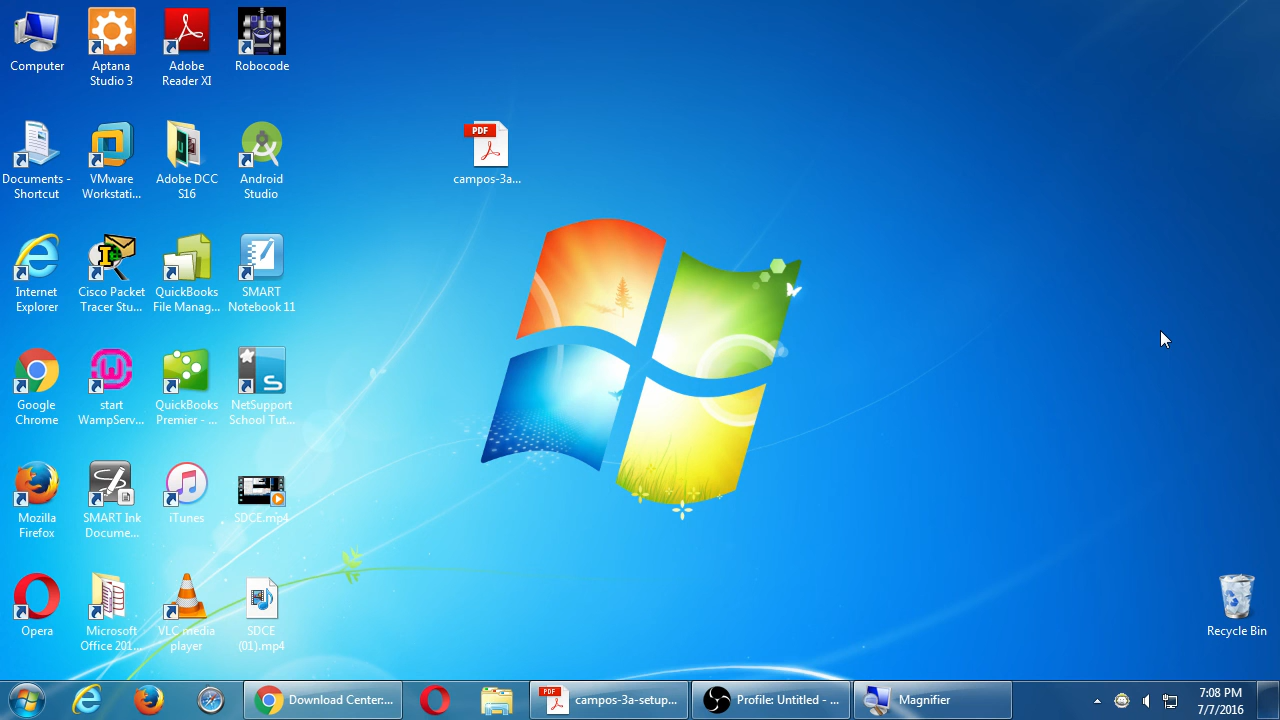 Computer
Aptana
Studio 3
Adobe
Reader XI
Robocode
Documents -
Shortcut
VMware
Workstati...
Adobe DCC
S16
Android
Studio
PDF
campos-3a...
Internet
Explorer
Cisco Packet
Tracer Stu...
QuickBooks
File Manag...
SMART
Notebook 11
Google
Chrome
start
WampServ...
QuickBooks
Premier - ...
NetSupport
School Tut...
Mozilla
Firefox
SMART Ink
Docume...
iTunes
SDCE.mp4
Opera
Microsoft
Office 201...
VLC media
player
SDCE
(01).mp4
Recycle Bin
Download Center:...
PDF
campos-3a-setup...
Profile: Untitled - ...
Magnifier
7:08 PM
7/7/2016